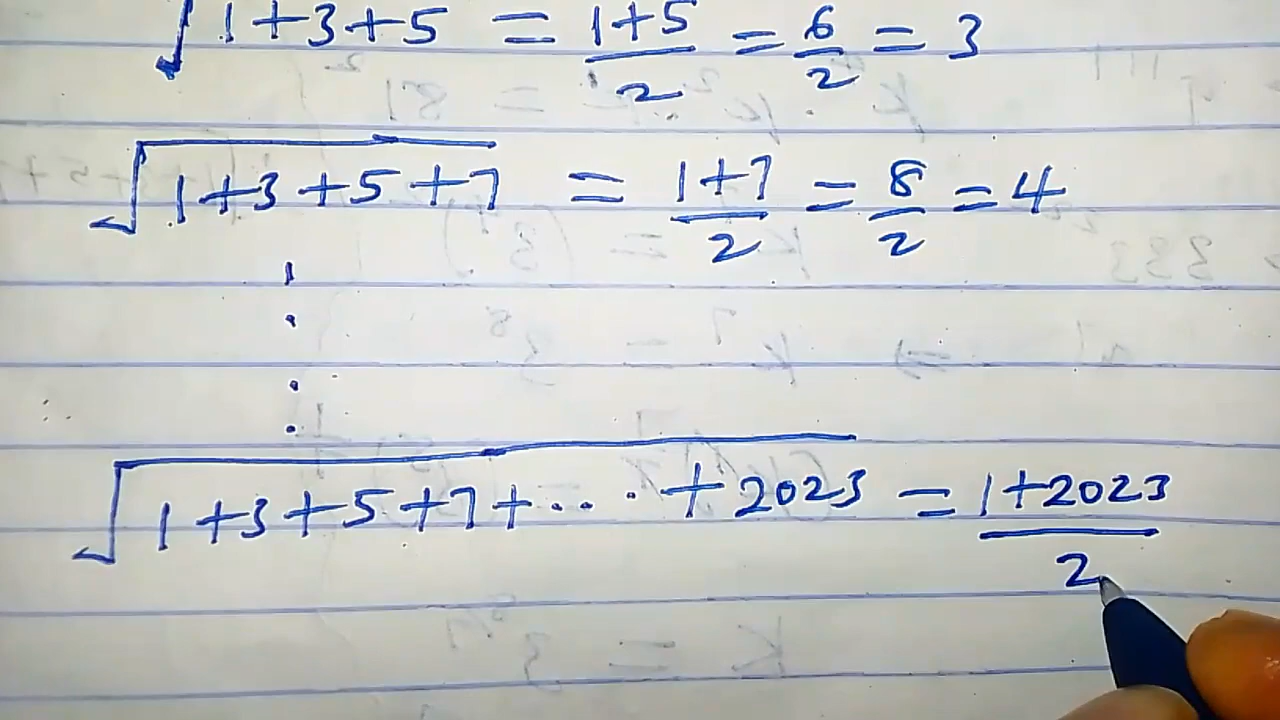 √1+3+5 = 1+5/2 = 6/2 = 3
√1+3+5+7 = 1+7/2 = 8/2 = 4
√1+3+5+7+....+2023 = 1+2023/2